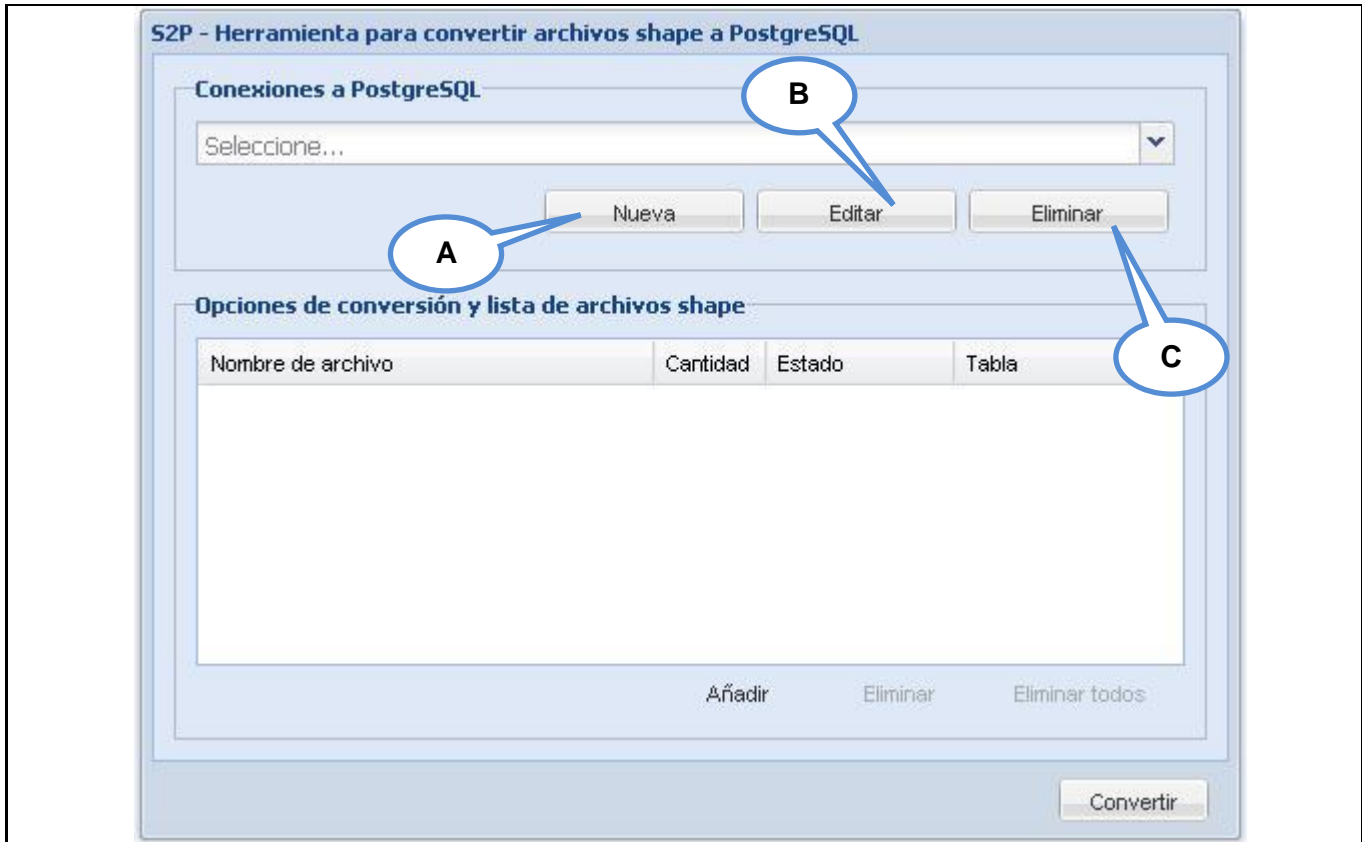 S2P - Herramienta para convertir archivos shape a PostgreSQL
Conexiones a PostgreSQL
B
Seleccione...
Nueva Editar Eliminar
A
Opciones de conversión y lista de archivos shape
Nombre de archivo Cantidad Estado Tabla
C
Añadir Eliminar Eliminar todos
Convertir